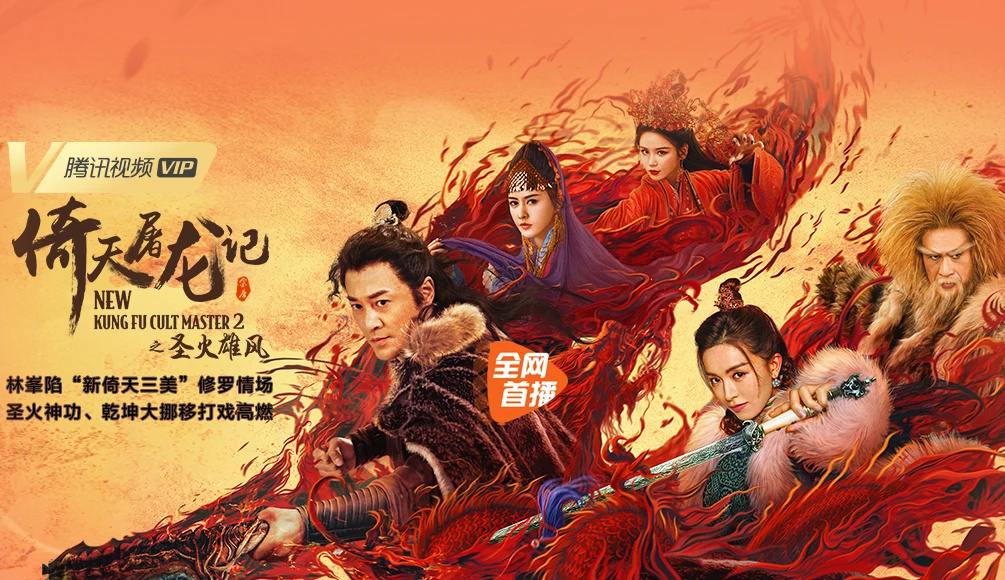 腾讯视频 VIP
倚天屠龙记
NEW
KUNG FU CULT MASTER 2
之圣火雄风
林峯陷“新倚天三美”修罗情场
圣火神功、乾坤大挪移打戏高燃
全网
首播